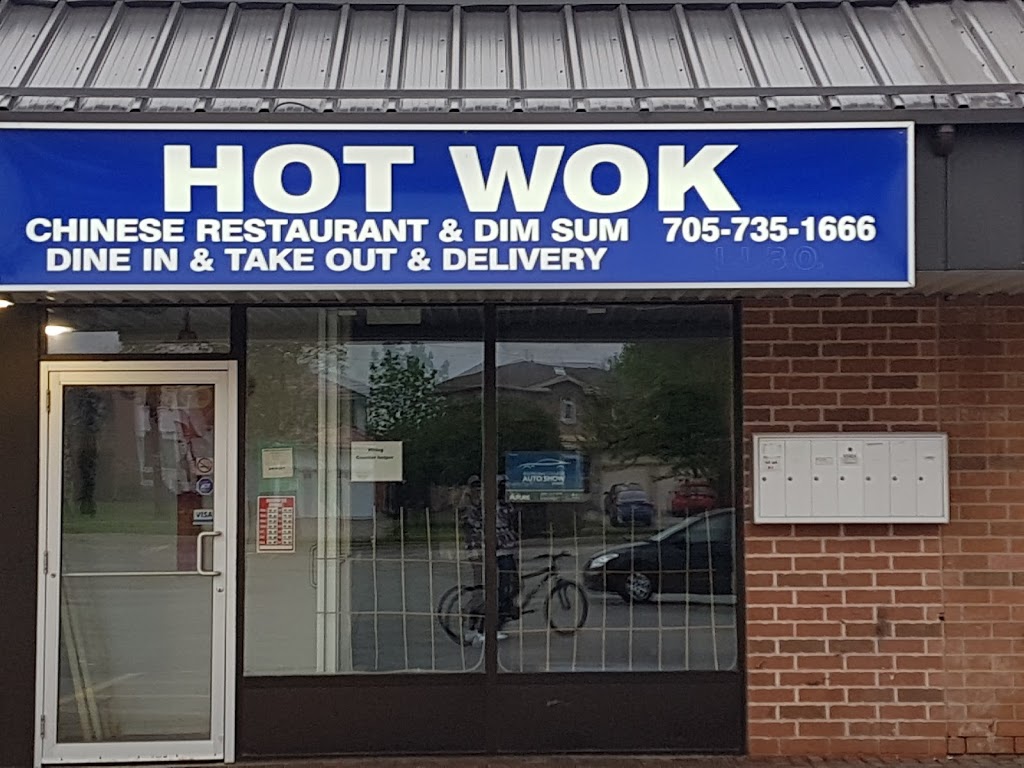 HOT WOK
CHINESE RESTAURANT & DIM SUM 705-735-1666
DINE IN & TAKE OUT & DELIVERY
AUTO SHOW
VISA